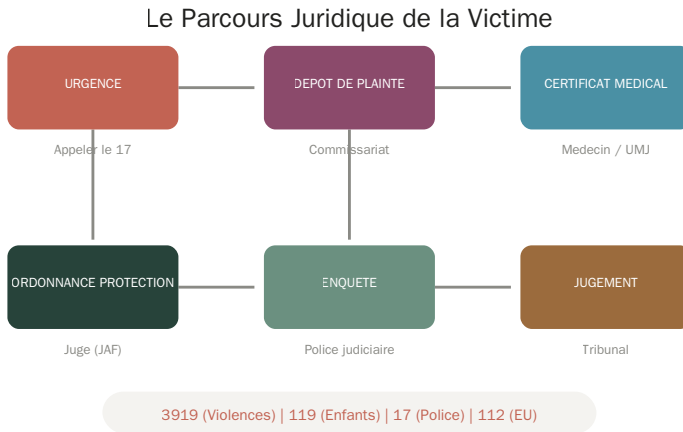 Le Parcours Juridique de la Victime
URGENCE
DEPOT DE PLAINTE
CERTIFICAT MEDICAL
Appeler le 17
Commissariat
Medecin / UMJ
ORDONNANCE PROTECTION
ENQUETE
JUGEMENT
Juge (JAF)
Police judiciaire
Tribunal
3919 (Violences) | 119 (Enfants) | 17 (Police) | 112 (EU)